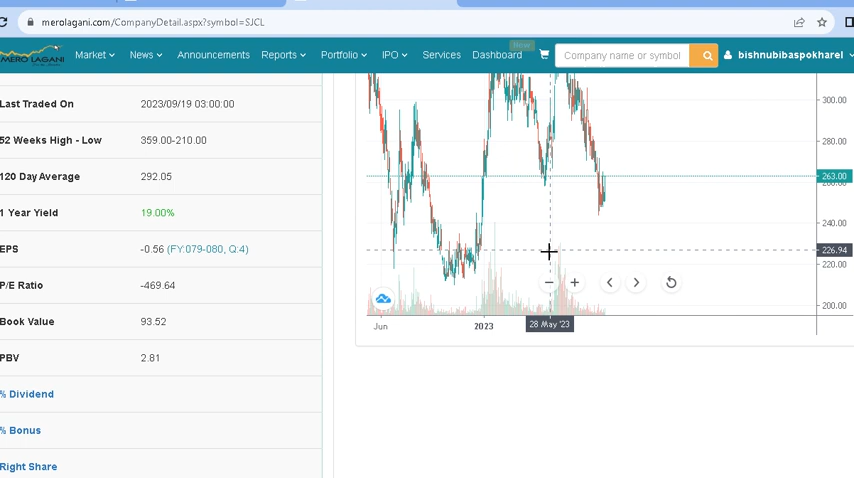 merolagani.com/CompanyDetail.aspx?symbol=SJCL
New
MERO LAGANI
Market
News
Announcements
Reports
Portfolio
IPO
Services
Dashboard
Company name or symbol
bishnubibaspokharel
Last Traded On 2023/09/19 03:00:00
52 Weeks High - Low 359.00-210.00
120 Day Average 292.05
1 Year Yield 19.00%
EPS -0.56 (FY:079-080, Q:4)
P/E Ratio -469.64
Book Value 93.52
PBV 2.81
% Dividend
% Bonus
Right Share
300.00
280.00
263.00
260.00
240.00
226.94
220.00
200.00
Jun
2023
28 May '23